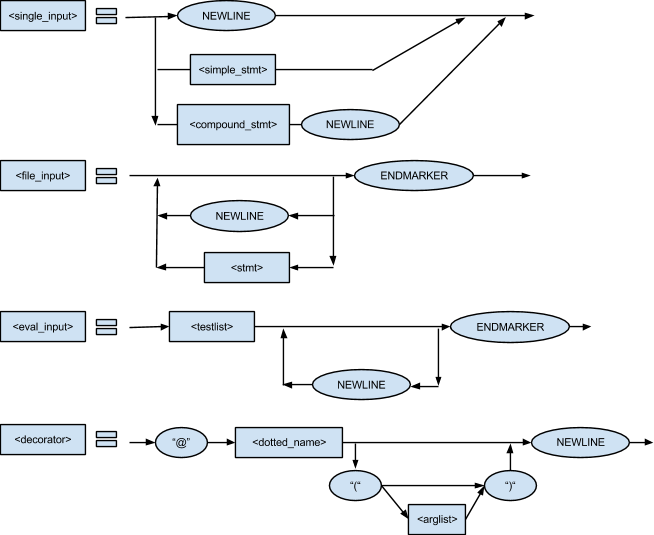 <single_input> NEWLINE
<simple_stmt>
<compound_stmt> NEWLINE
<file_input> ENDMARKER
NEWLINE
<stmt>
<eval_input> <testlist> ENDMARKER
NEWLINE
<decorator> “@” <dotted_name> NEWLINE
“(“ “)“
<arglist>